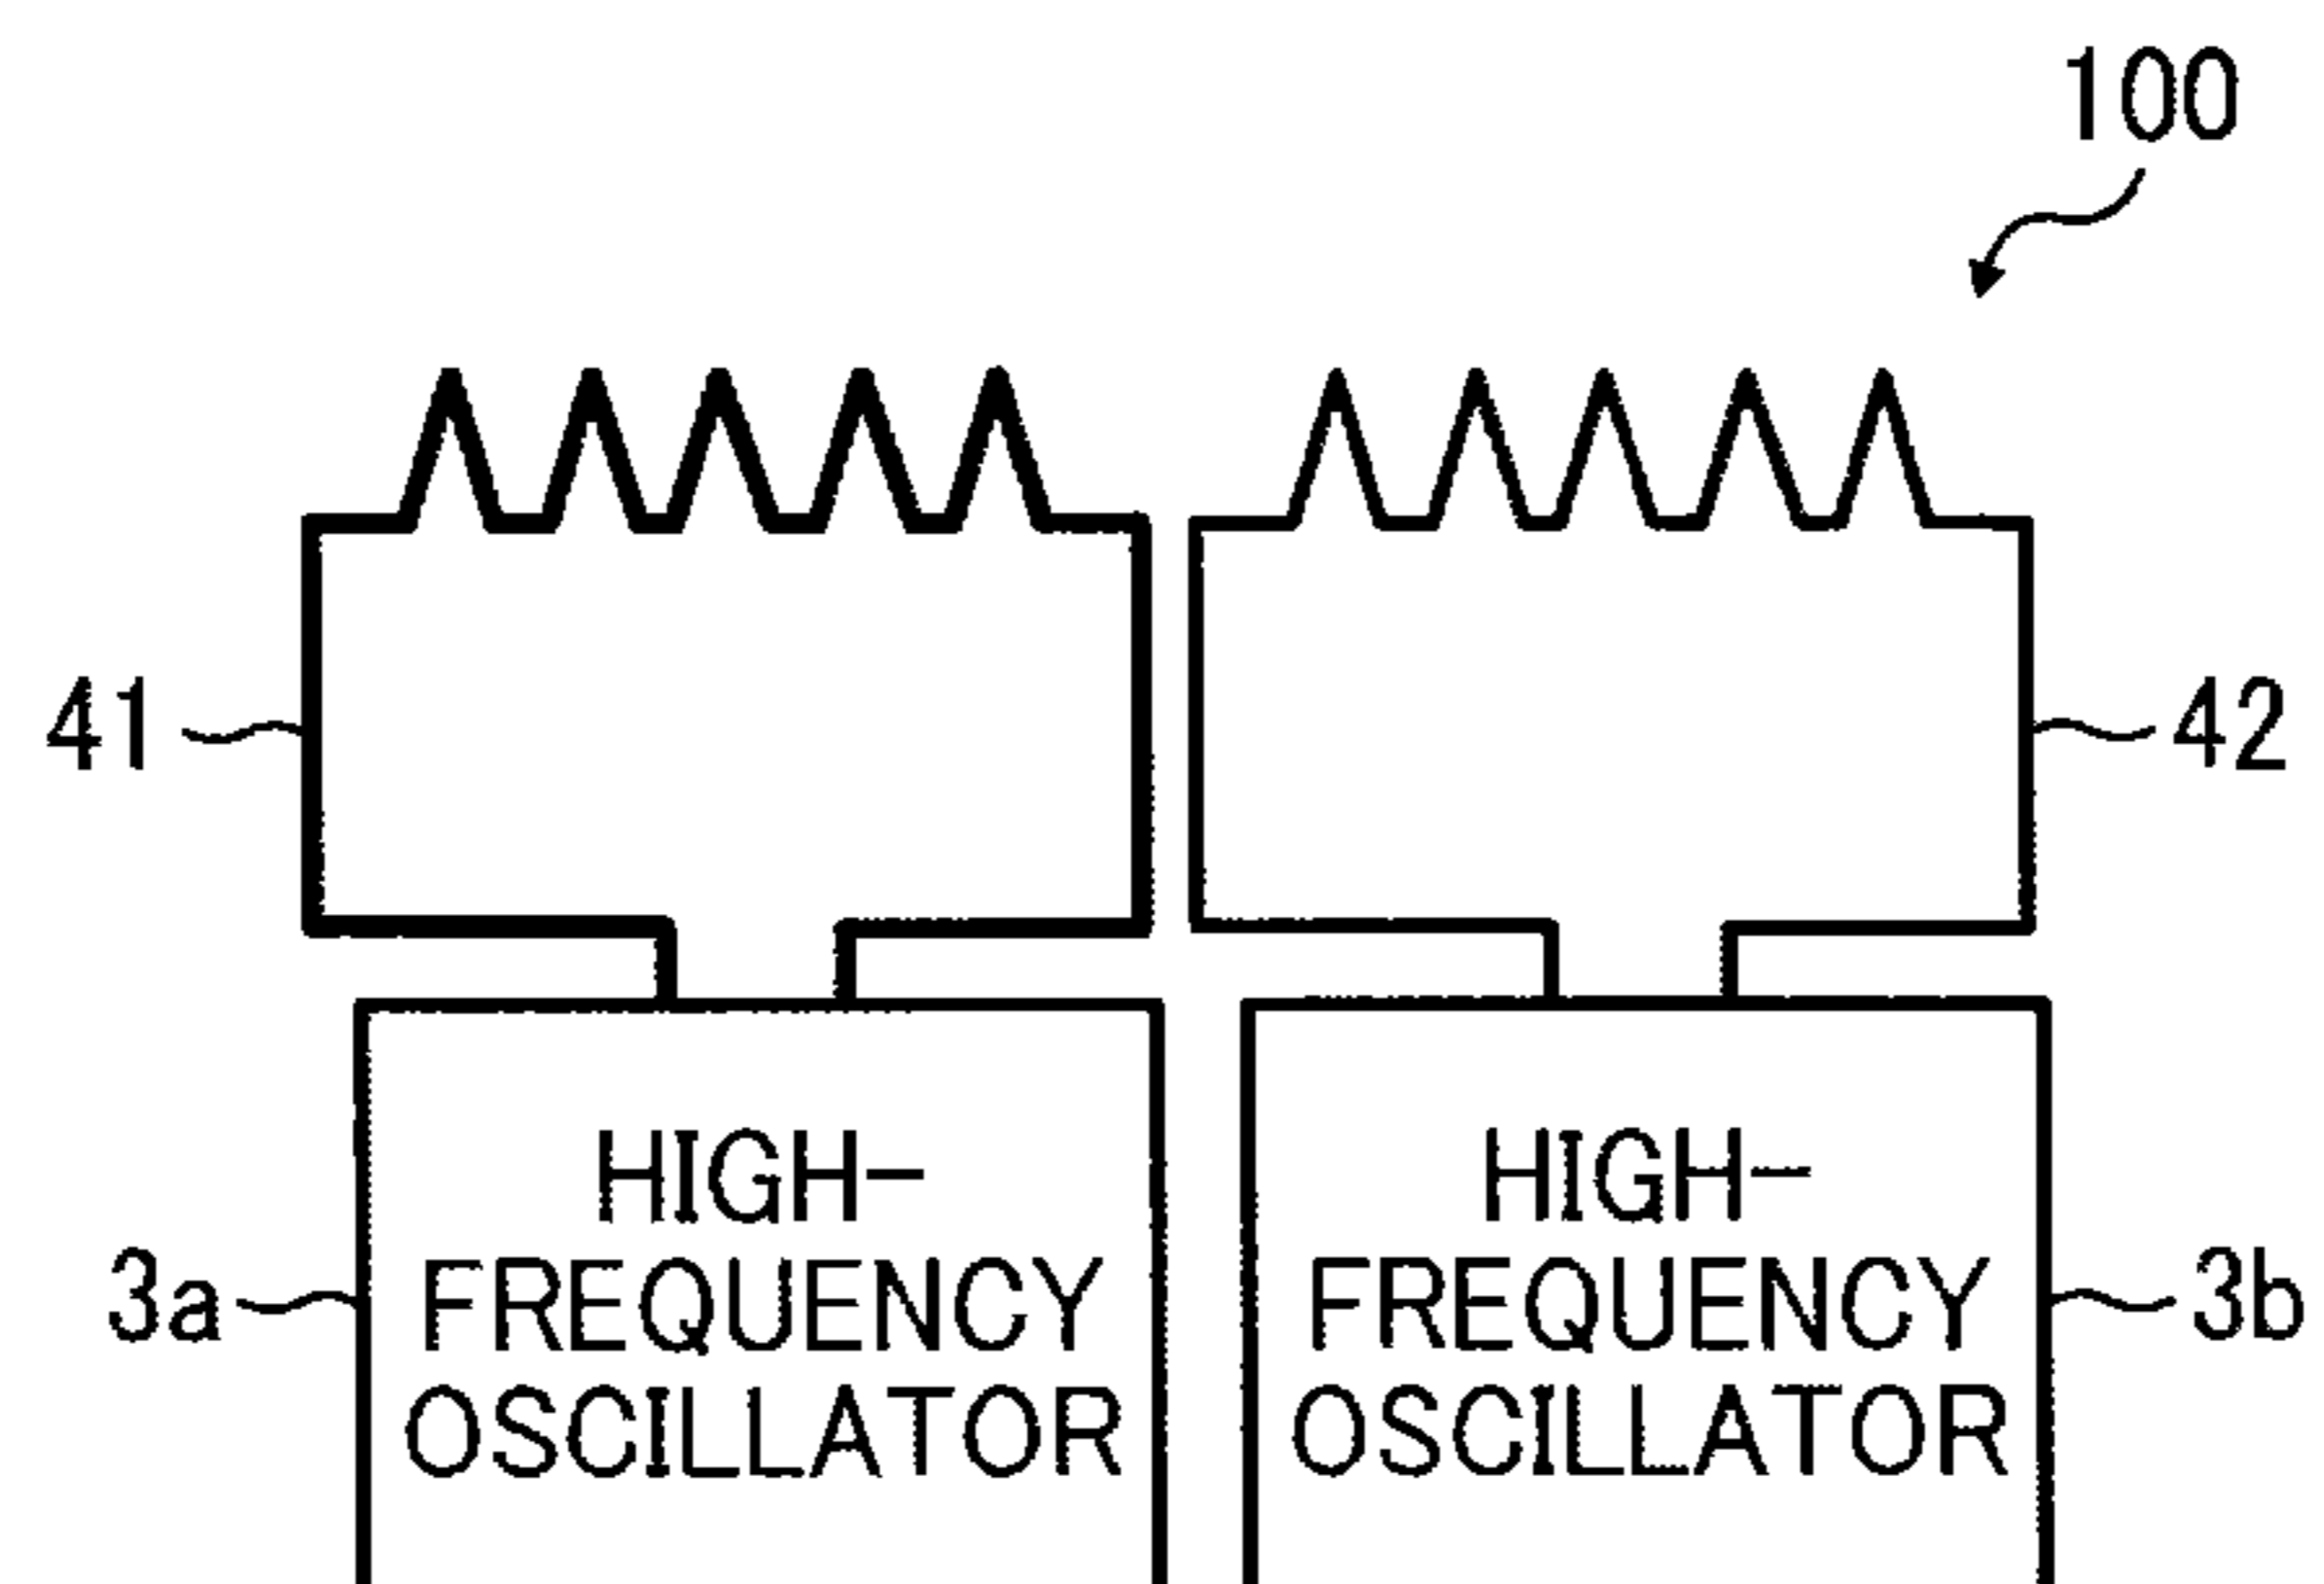 100
41
42
HIGH-
FREQUENCY
OSCILLATOR
3a
HIGH-
FREQUENCY
OSCILLATOR
3b